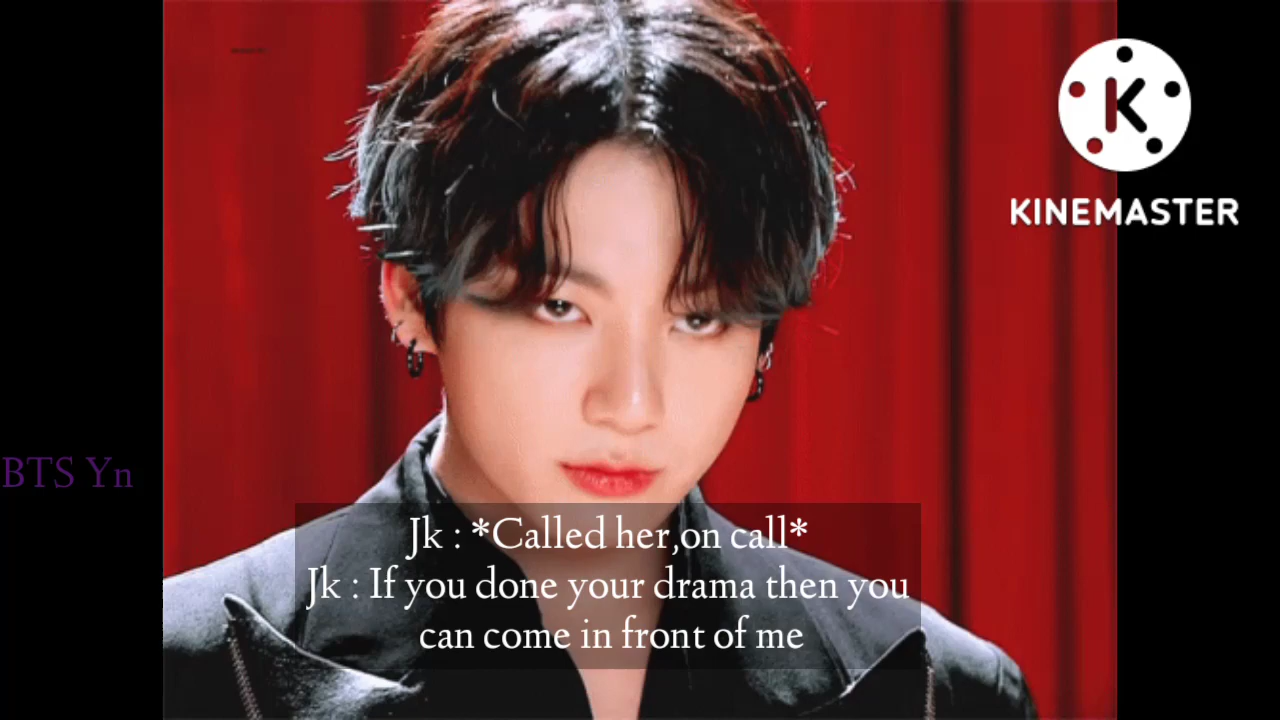 KINEMASTER
BTS Yn
Jk : *Called her,on call*
Jk : If you done your drama then you
can come in front of me